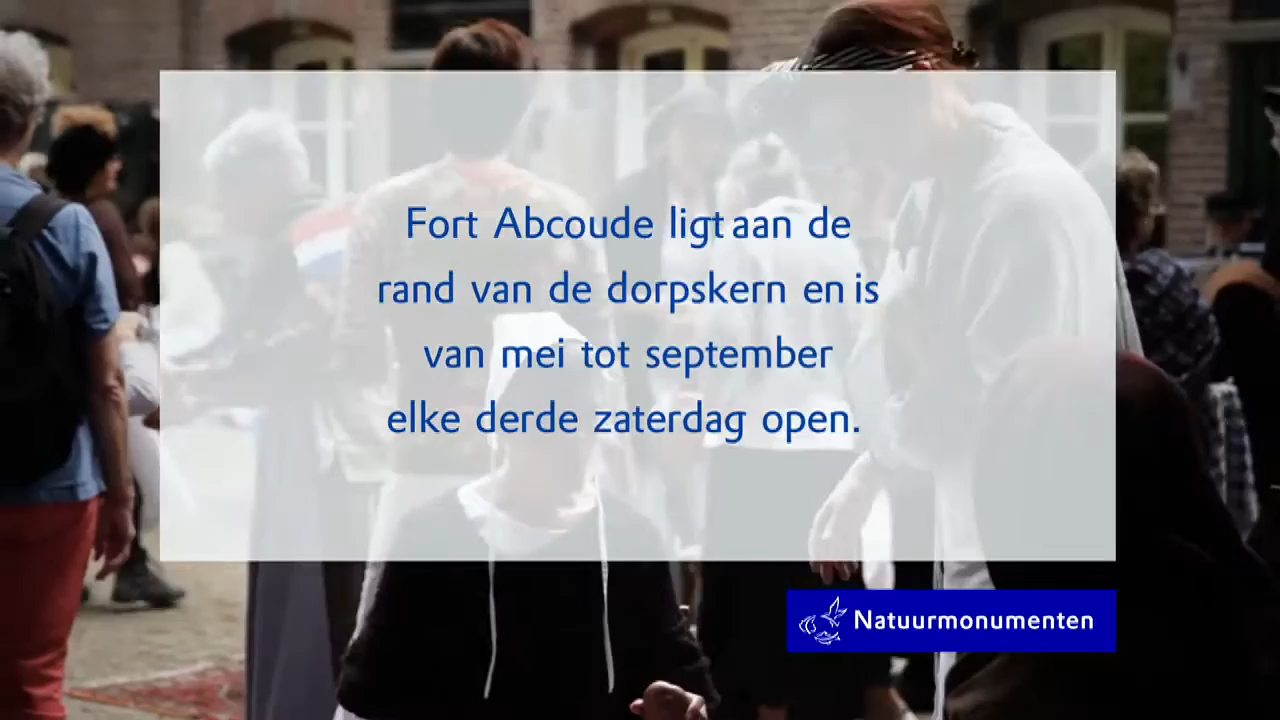 Fort Abcoude ligt aan de
rand van de dorpskern en is
van mei tot september
elke derde zaterdag open.
Natuurmonumenten